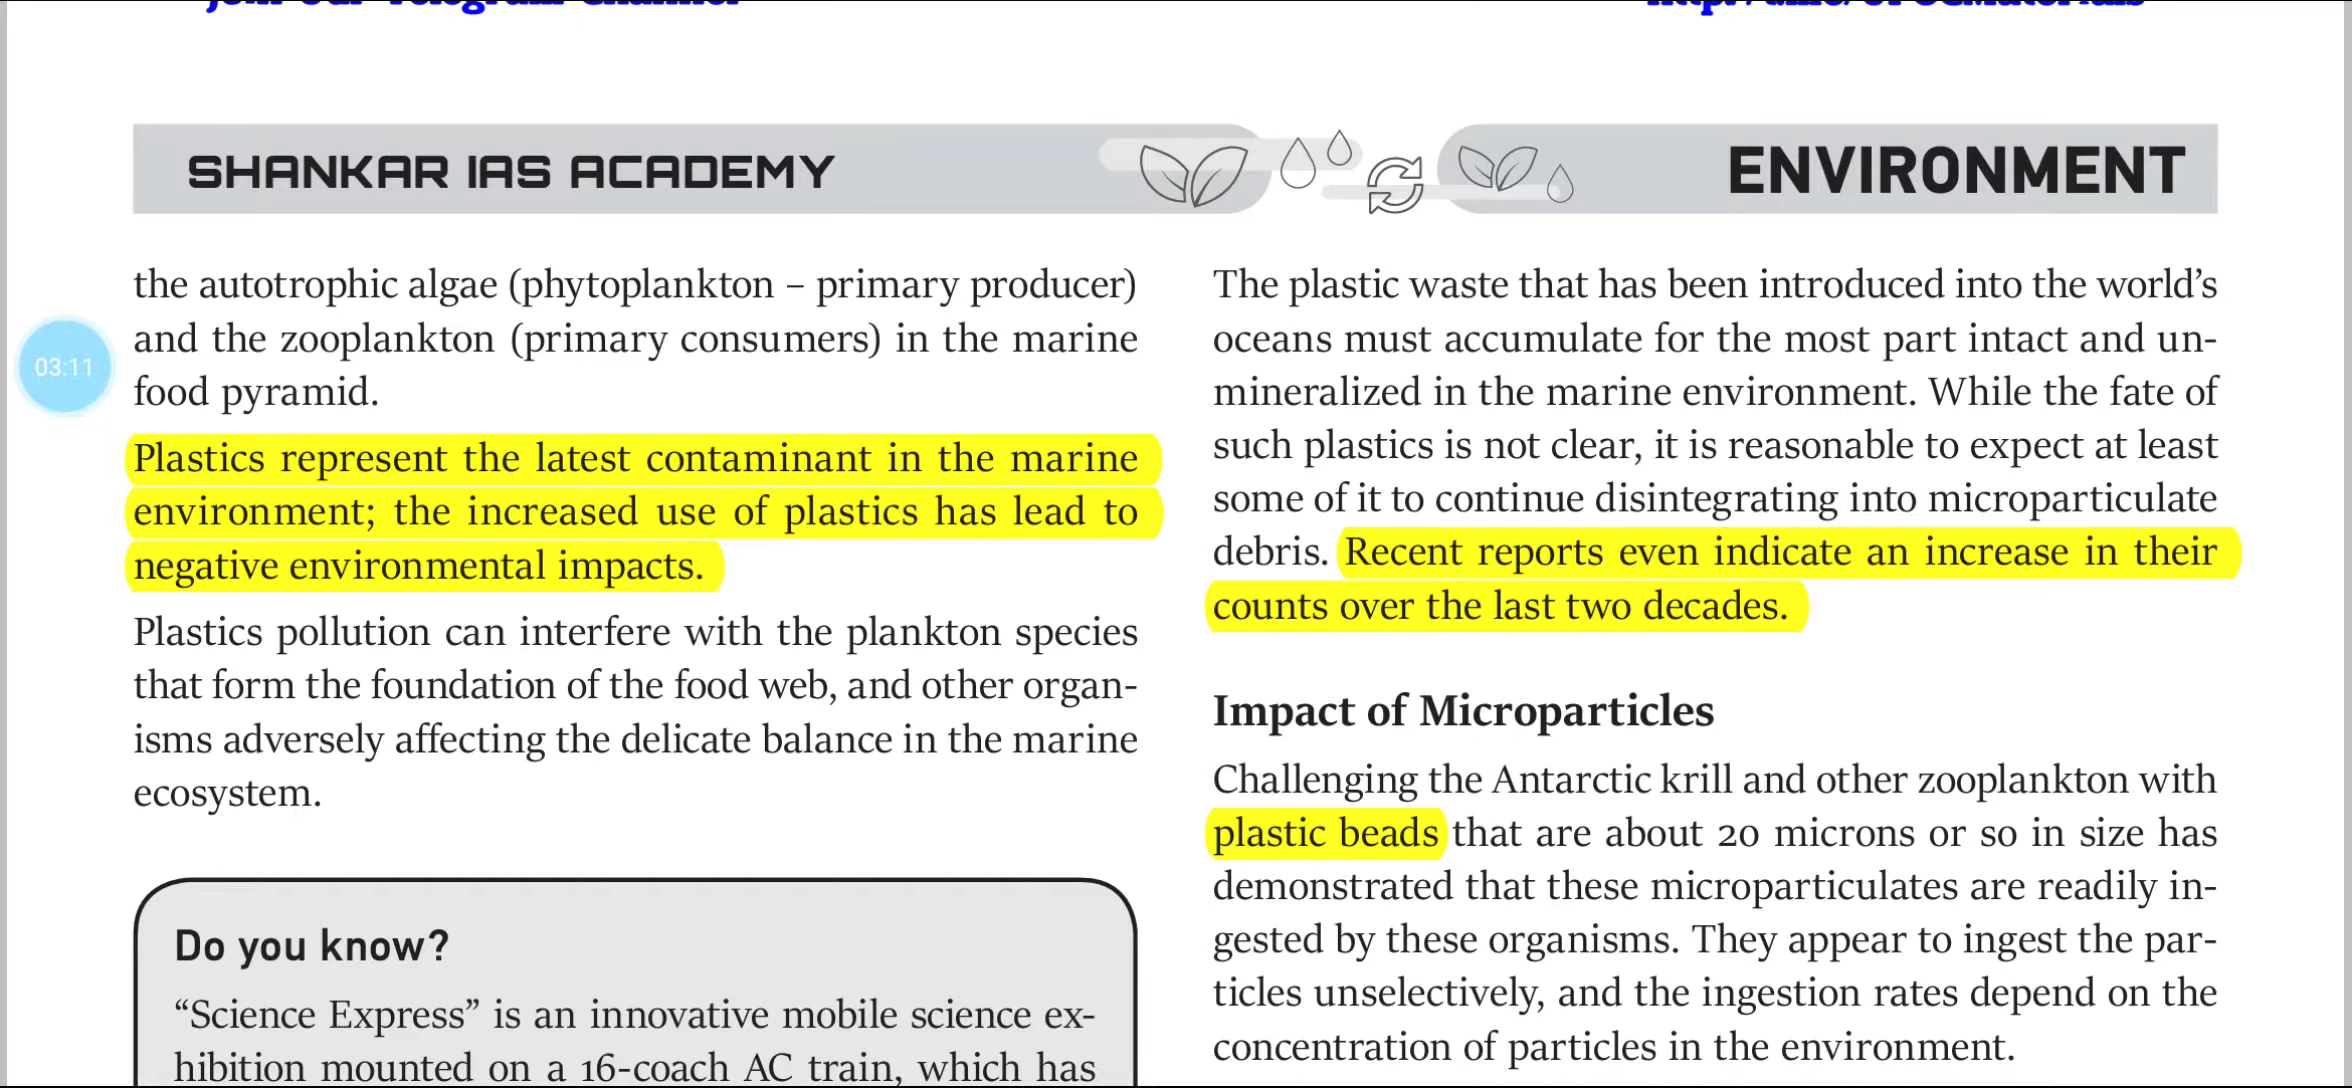 SHANKAR IAS ACADEMY
ENVIRONMENT
the autotrophic algae (phytoplankton – primary producer)
and the zooplankton (primary consumers) in the marine
food pyramid.
Plastics represent the latest contaminant in the marine
environment; the increased use of plastics has lead to
negative environmental impacts.
Plastics pollution can interfere with the plankton species
that form the foundation of the food web, and other organ-
isms adversely affecting the delicate balance in the marine
ecosystem.
Do you know?
“Science Express” is an innovative mobile science ex-
hibition mounted on a 16-coach AC train, which has
The plastic waste that has been introduced into the world’s
oceans must accumulate for the most part intact and un-
mineralized in the marine environment. While the fate of
such plastics is not clear, it is reasonable to expect at least
some of it to continue disintegrating into microparticulate
debris. Recent reports even indicate an increase in their
counts over the last two decades.
Impact of Microparticles
Challenging the Antarctic krill and other zooplankton with
plastic beads that are about 20 microns or so in size has
demonstrated that these microparticulates are readily in-
gested by these organisms. They appear to ingest the par-
ticles unselectively, and the ingestion rates depend on the
concentration of particles in the environment.
03:11